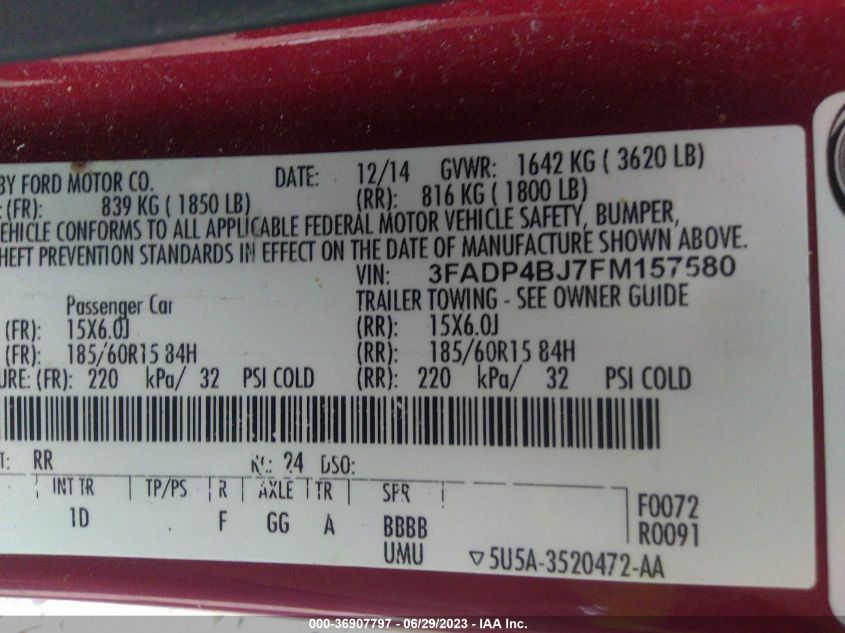 BY FORD MOTOR CO. DATE: 12/14 GVWR: 1642 KG ( 3620 LB)
(FR): 839 KG ( 1850 LB) (RR): 816 KG ( 1800 LB)
EHICLE CONFORMS TO ALL APPLICABLE FEDERAL MOTOR VEHICLE SAFETY, BUMPER,
HEFT PREVENTION STANDARDS IN EFFECT ON THE DATE OF MANUFACTURE SHOWN ABOVE.
VIN: 3FADP4BJ7FM157580
Passenger Car TRAILER TOWING - SEE OWNER GUIDE
(FR): 15X6.0J (RR): 15X6.0J
(FR): 185/60R15 84H (RR): 185/60R15 84H
URE: (FR): 220 kPa/ 32 PSI COLD (RR): 220 kPa/ 32 PSI COLD
T: RR RC: 24 DSO:
INT TR TP/PS R AXLE TR SPR
1D F GG A BBBB F0072
UMU R0091
▽5U5A-3520472-AA
000-36907797 - 06/29/2023 - © IAA Inc.